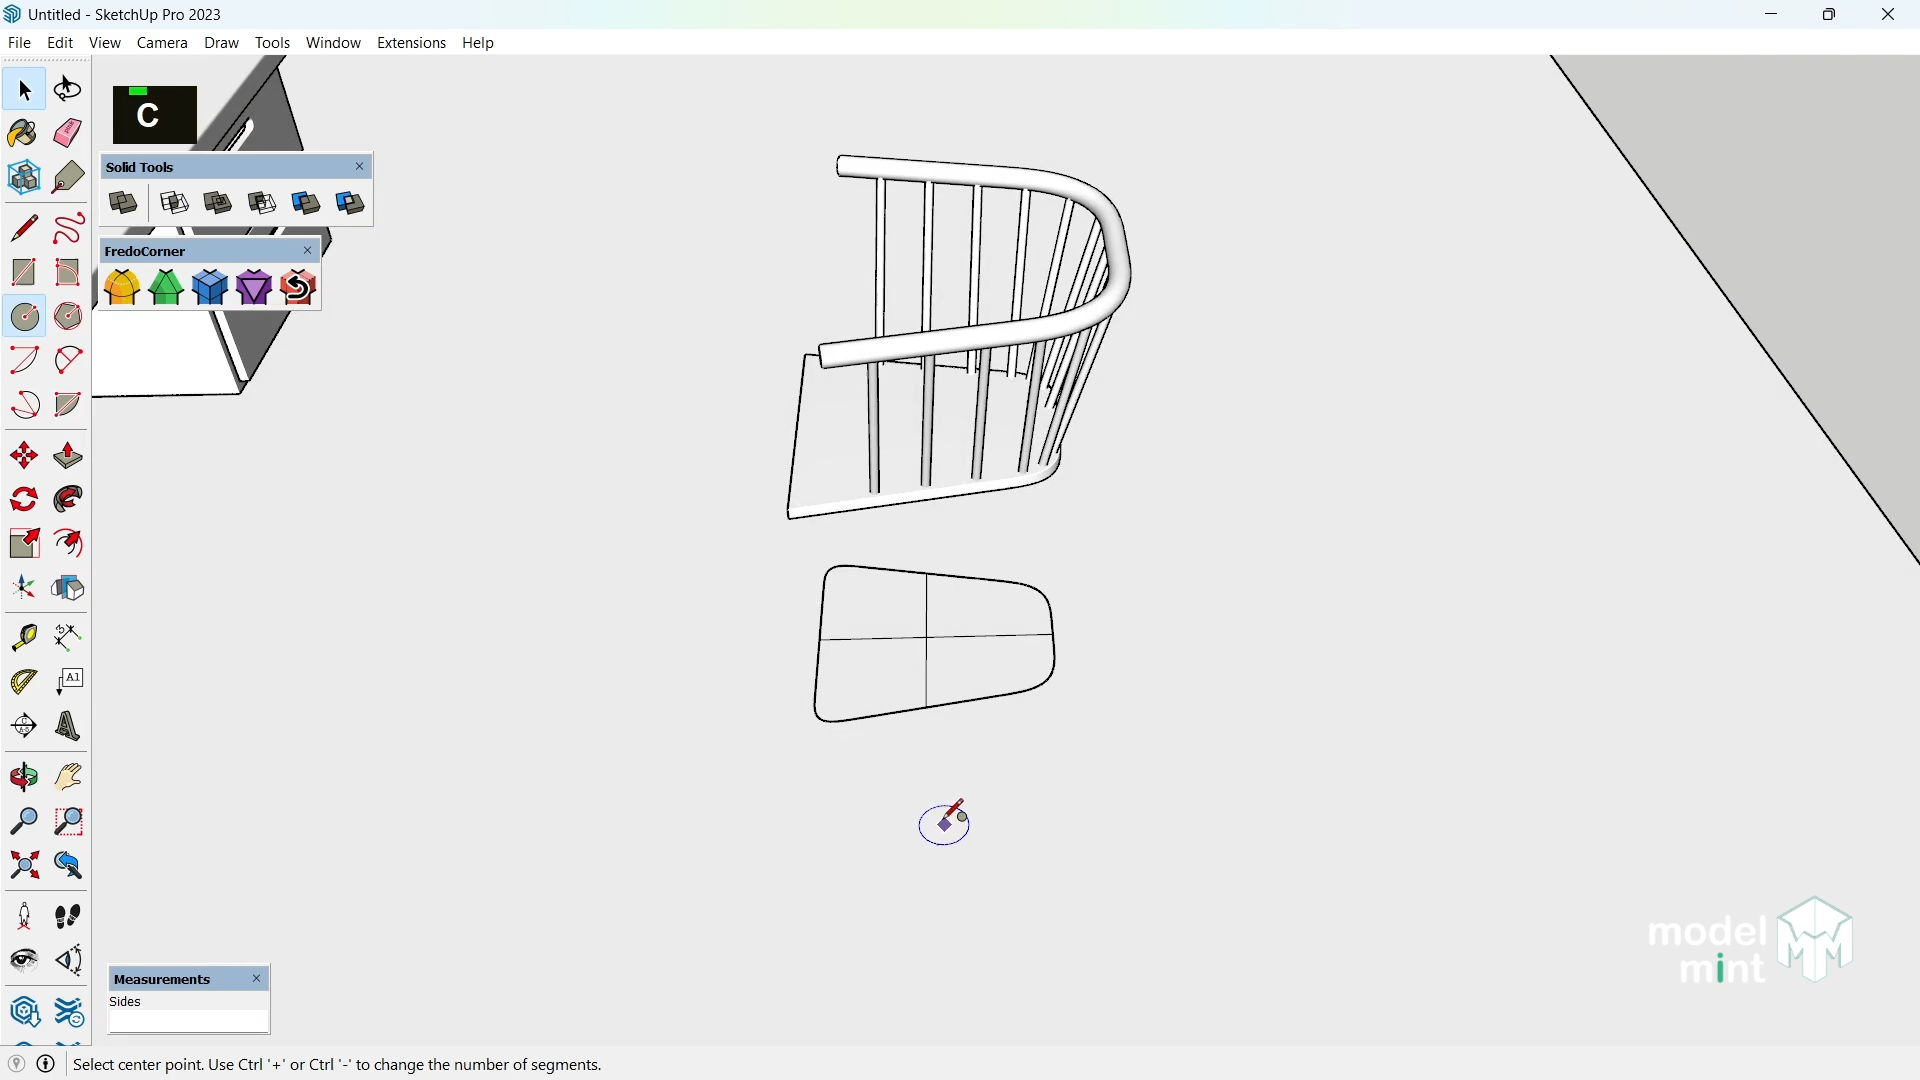 Untitled - SketchUp Pro 2023
File Edit View Camera Draw Tools Window Extensions Help
C
Solid Tools
FredoCorner
A1
model
mint
Measurements
Sides
Select center point. Use Ctrl '+' or Ctrl '-' to change the number of segments.